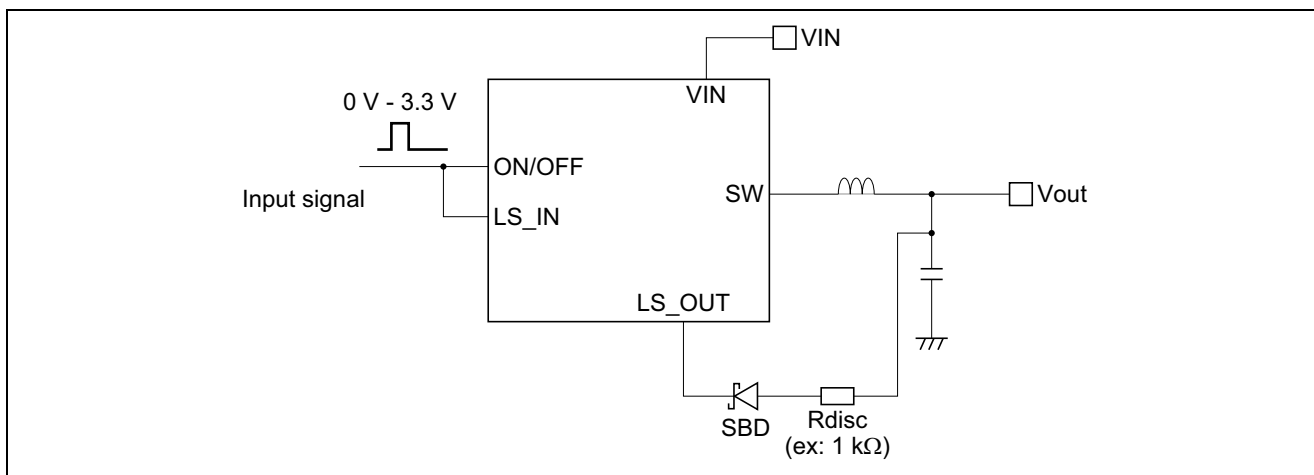 VIN
VIN
0 V - 3.3 V
ON/OFF
SW
Vout
Input signal
LS_IN
LS_OUT
SBD
Rdisc
(ex: 1 kΩ)